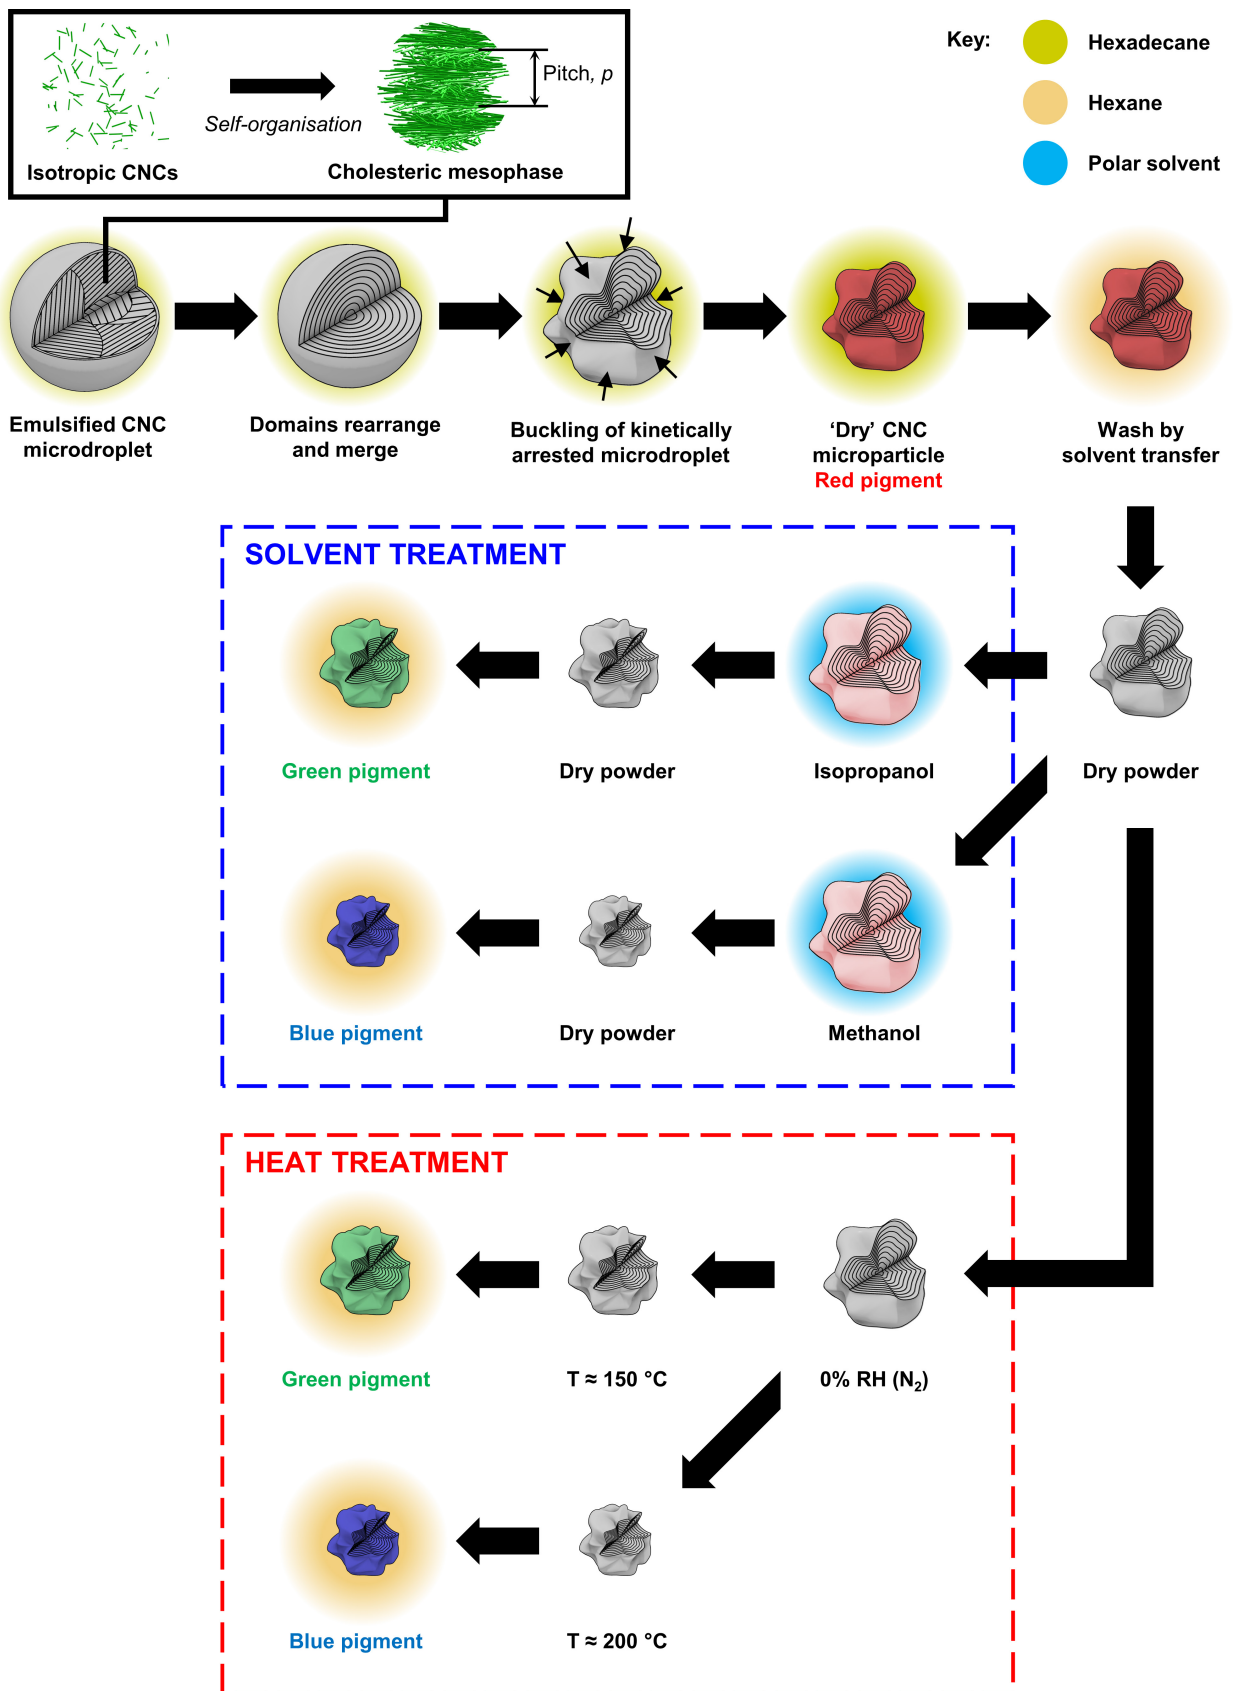 Pitch, p
Self-organisation
Isotropic CNCs
Cholesteric mesophase
Key:
Hexadecane
Hexane
Polar solvent
Emulsified CNC
microdroplet
Domains rearrange
and merge
Buckling of kinetically
arrested microdroplet
‘Dry’ CNC
microparticle
Red pigment
Wash by
solvent transfer
SOLVENT TREATMENT
Green pigment
Dry powder
Isopropanol
Dry powder
Blue pigment
Dry powder
Methanol
HEAT TREATMENT
Green pigment
T ≈ 150 °C
0% RH (N₂)
Blue pigment
T ≈ 200 °C